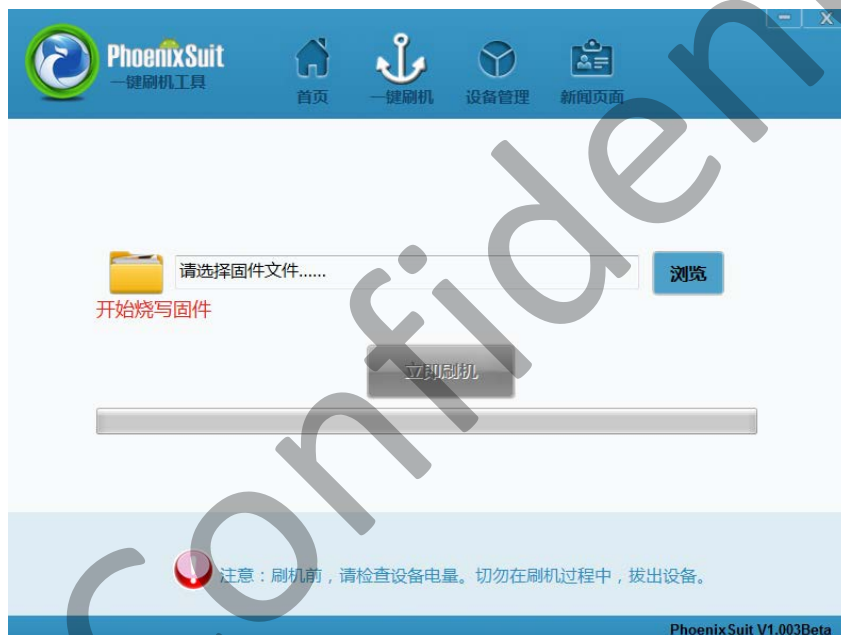 PhoenixSuit
一键刷机工具
首页
一键刷机
设备管理
新闻页面
请选择固件文件......
浏览
开始烧写固件
立即刷机
注意：刷机前，请检查设备电量。切勿在刷机过程中，拔出设备。
PhoenixSuit V1.003Beta
Confident